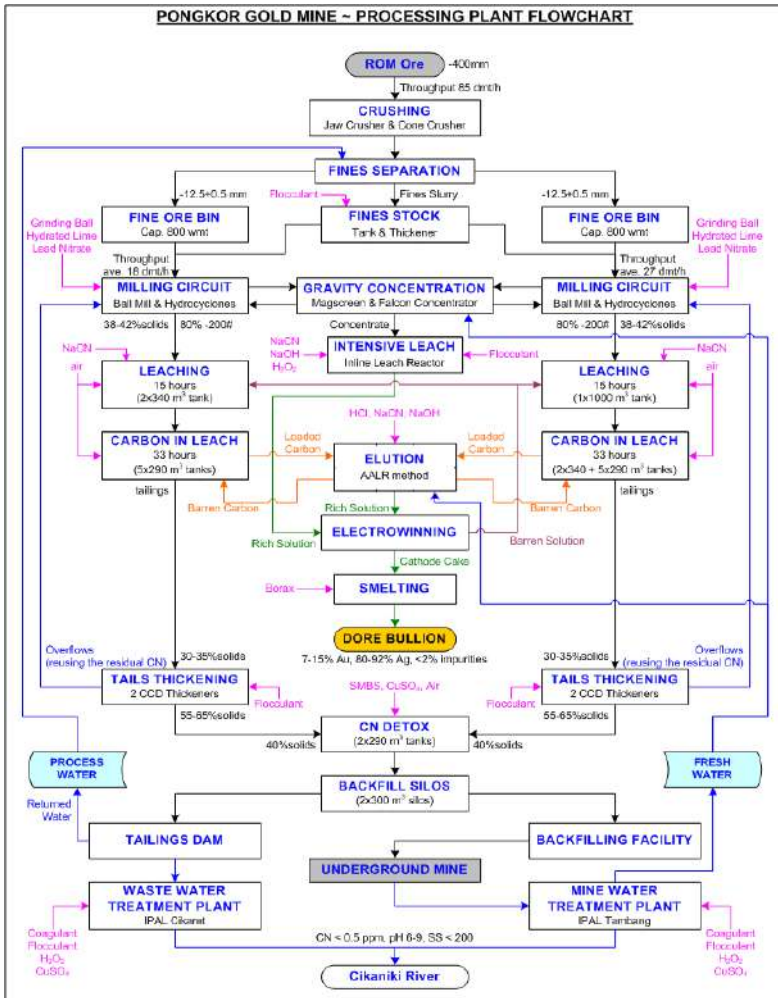 PONGKOR GOLD MINE ~ PROCESSING PLANT FLOWCHART
ROM Ore
-400mm
Throughput 85 dmt/h
CRUSHING
Jaw Crusher & Cone Crusher
FINES SEPARATION
-12.5+0.5 mm
Flocculant
Fines Slurry
-12.5+0.5 mm
FINE ORE BIN
Cap. 800 wmt
FINES STOCK
Tank & Thickener
FINE ORE BIN
Cap. 800 wmt
Grinding Ball
Hydrated Lime
Lead Nitrate
Grinding Ball
Hydrated Lime
Lead Nitrate
Throughput
ave. 18 dmt/h
Throughput
ave. 27 dmt/h
MILLING CIRCUIT
Ball Mill & Hydrocyclones
GRAVITY CONCENTRATION
Magscreen & Falcon Concentrator
MILLING CIRCUIT
Ball Mill & Hydrocyclones
38-42%solids
80% -200#
Concentrate
80% -200#
38-42%solids
NaCN
NaCN
NaOH
H₂O₂
INTENSIVE LEACH
Inline Leach Reactor
Flocculant
NaCN
air
LEACHING
15 hours
(2x340 m³ tank)
LEACHING
15 hours
(1x1000 m³ tank)
air
HCl, NaCN, NaOH
CARBON IN LEACH
33 hours
(5x290 m³ tanks)
Loaded
Carbon
ELUTION
AALR method
Loaded
Carbon
CARBON IN LEACH
33 hours
(2x340 + 5x290 m³ tanks)
tailings
Barren Carbon
Rich Solution
Barren Carbon
tailings
Rich Solution
ELECTROWINNING
Barren Solution
Cathode Cake
Borax
SMELTING
DORE BULLION
7-15% Au, 80-92% Ag, <2% impurities
Overflows
(reusing the residual CN)
30-35%solids
30-35%solids
Overflows
(reusing the residual CN)
TAILS THICKENING
2 CCD Thickeners
Flocculant
SMBS, CuSO₄, Air
Flocculant
TAILS THICKENING
2 CCD Thickeners
55-65%solids
55-65%solids
40%solids
CN DETOX
(2x290 m³ tanks)
40%solids
PROCESS
WATER
FRESH
WATER
BACKFILL SILOS
(2x300 m³ silos)
Returned
Water
TAILINGS DAM
BACKFILLING FACILITY
UNDERGROUND MINE
WASTE WATER
TREATMENT PLANT
IPAL Cikaret
MINE WATER
TREATMENT PLANT
IPAL Tambang
Coagulant
Flocculant
H₂O₂
CuSO₄
CN < 0.5 ppm, pH 6-9, SS < 200
Coagulant
Flocculant
H₂O₂
CuSO₄
Cikaniki River